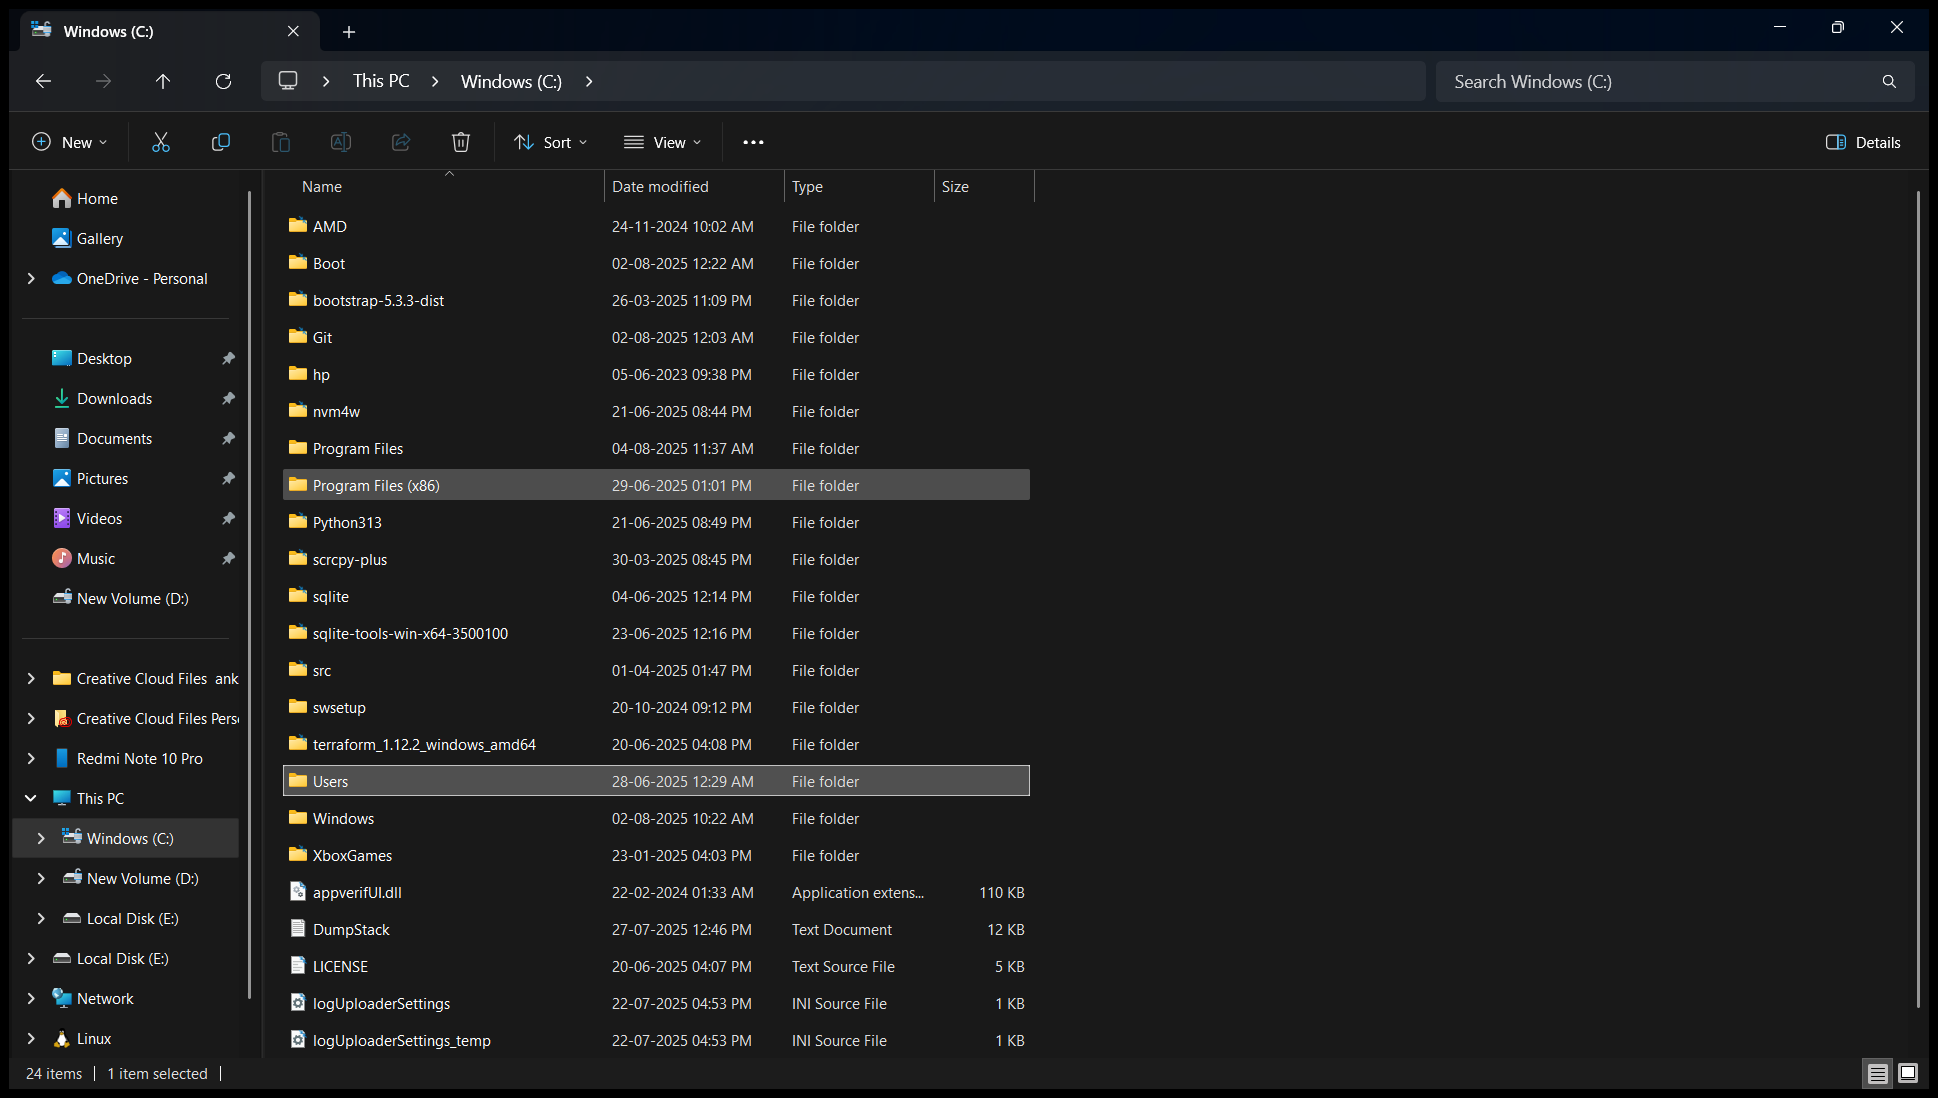 Windows (C:)
This PC
Windows (C:)
Search Windows (C:)
New
Sort
View
Details
Home
Gallery
OneDrive - Personal
Desktop
Downloads
Documents
Pictures
Videos
Music
New Volume (D:)
Creative Cloud Files ank
Creative Cloud Files Pers
Redmi Note 10 Pro
This PC
Windows (C:)
New Volume (D:)
Local Disk (E:)
Local Disk (E:)
Network
Linux
Name Date modified Type Size
AMD 24-11-2024 10:02 AM File folder
Boot 02-08-2025 12:22 AM File folder
bootstrap-5.3.3-dist 26-03-2025 11:09 PM File folder
Git 02-08-2025 12:03 AM File folder
hp 05-06-2023 09:38 PM File folder
nvm4w 21-06-2025 08:44 PM File folder
Program Files 04-08-2025 11:37 AM File folder
Program Files (x86) 29-06-2025 01:01 PM File folder
Python313 21-06-2025 08:49 PM File folder
scrcpy-plus 30-03-2025 08:45 PM File folder
sqlite 04-06-2025 12:14 PM File folder
sqlite-tools-win-x64-3500100 23-06-2025 12:16 PM File folder
src 01-04-2025 01:47 PM File folder
swsetup 20-10-2024 09:12 PM File folder
terraform_1.12.2_windows_amd64 20-06-2025 04:08 PM File folder
Users 28-06-2025 12:29 AM File folder
Windows 02-08-2025 10:22 AM File folder
XboxGames 23-01-2025 04:03 PM File folder
appverifUI.dll 22-02-2024 01:33 AM Application extens... 110 KB
DumpStack 27-07-2025 12:46 PM Text Document 12 KB
LICENSE 20-06-2025 04:07 PM Text Source File 5 KB
logUploaderSettings 22-07-2025 04:53 PM INI Source File 1 KB
logUploaderSettings_temp 22-07-2025 04:53 PM INI Source File 1 KB
24 items 1 item selected